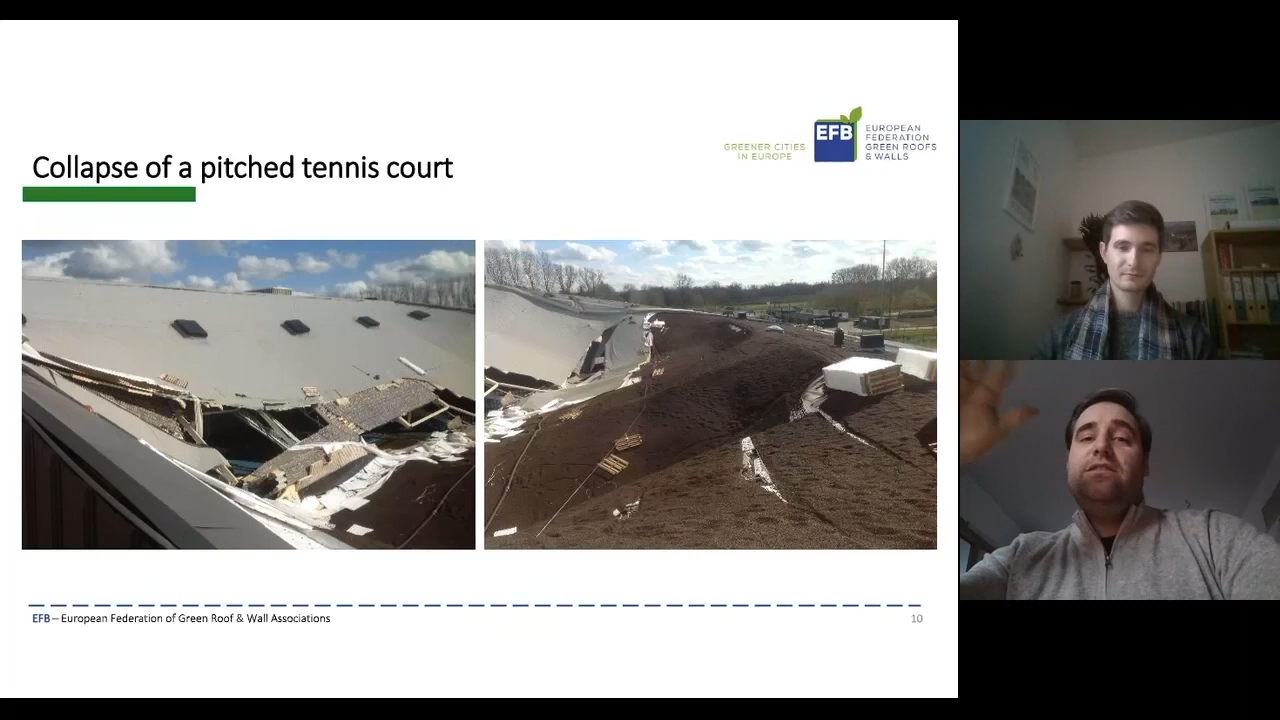 Collapse of a pitched tennis court
GREENER CITIES
IN EUROPE
EFB
EUROPEAN
FEDERATION
GREEN ROOFS
& WALLS
EFB – European Federation of Green Roof & Wall Associations
10